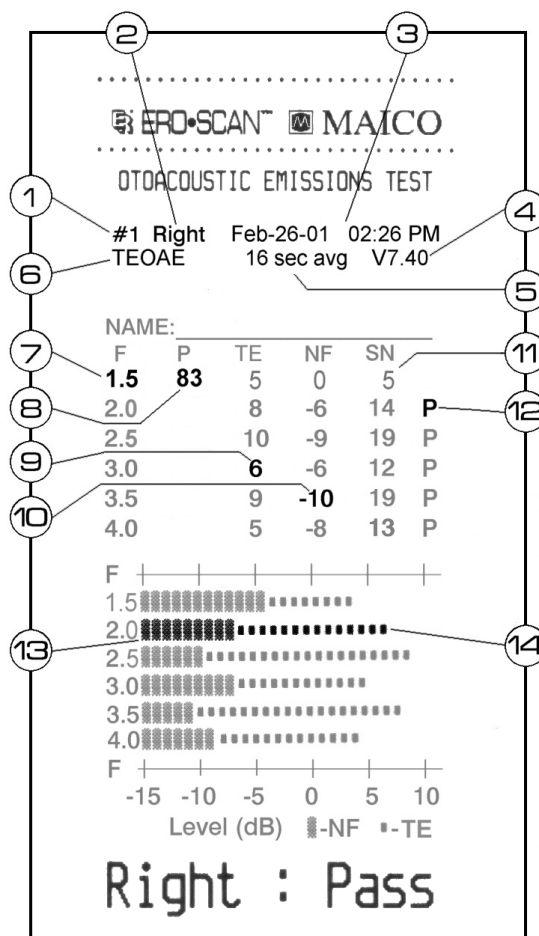 2 3
ERO•SCAN™ MAICO
OTOACOUSTIC EMISSIONS TEST
1 4
#1 Right Feb-26-01 02:26 PM
TEOAE 16 sec avg V7.40
6 5
NAME:
F P TE NF SN
7 1.5 83 5 0 5 11
8 2.0 8 -6 14 P 12
2.5 10 -9 19 P
9 3.0 6 -6 12 P
3.5 9 -10 19 P
10 4.0 5 -8 13 P
F
1.5
2.0
13 14
2.5
3.0
3.5
4.0
F
-15 -10 -5 0 5 10
Level (dB) -NF -TE
Right : Pass